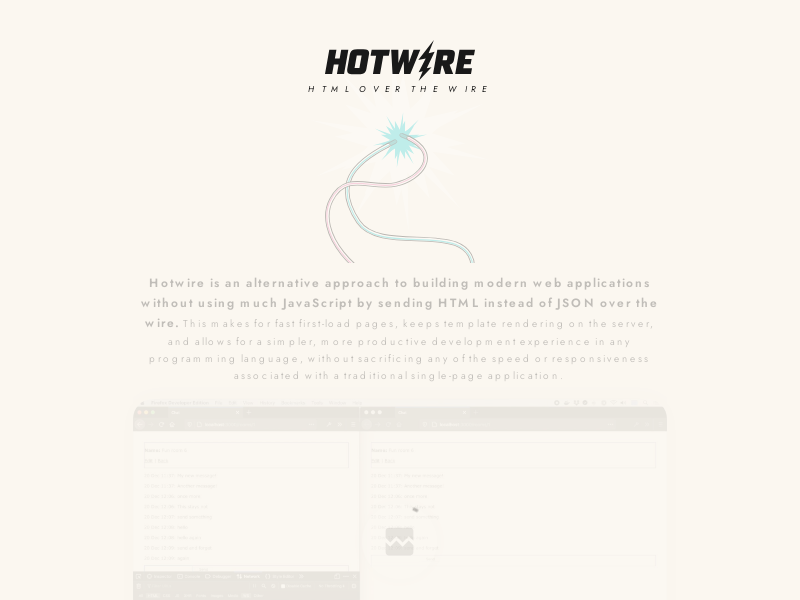 HOTWIRE
HTML OVER THE WIRE
Hotwire is an alternative approach to building modern web applications
without using much JavaScript by sending HTML instead of JSON over the
wire. This makes for fast first-load pages, keeps template rendering on the server,
and allows for a simpler, more productive development experience in any
programming language, without sacrificing any of the speed or responsiveness
associated with a traditional single-page application.